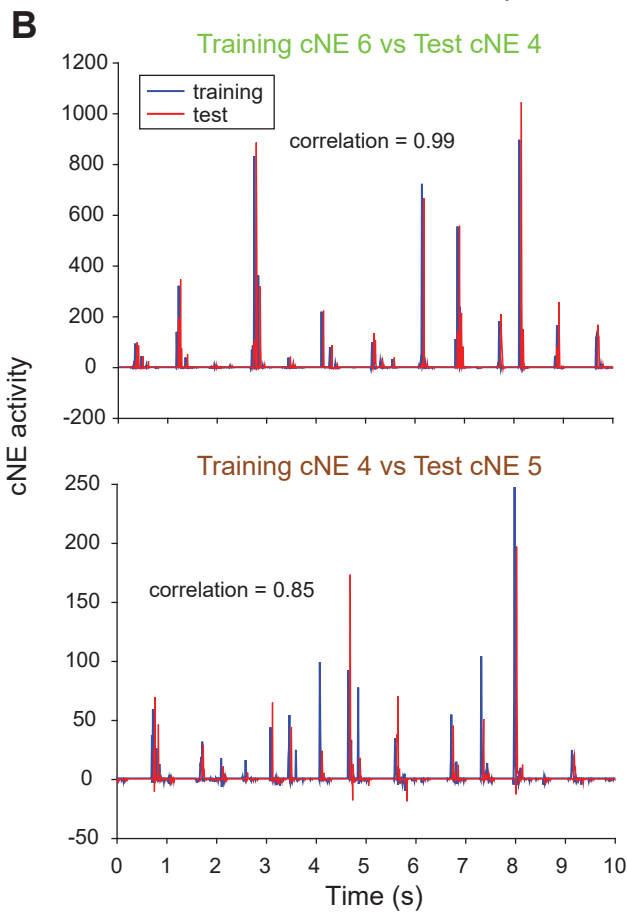 B
Training cNE 6 vs Test cNE 4
1200
1000
800
600
400
200
0
-200
training
test
correlation = 0.99
cNE activity
Training cNE 4 vs Test cNE 5
250
200
150
100
50
0
-50
correlation = 0.85
0 1 2 3 4 5 6 7 8 9 10
Time (s)